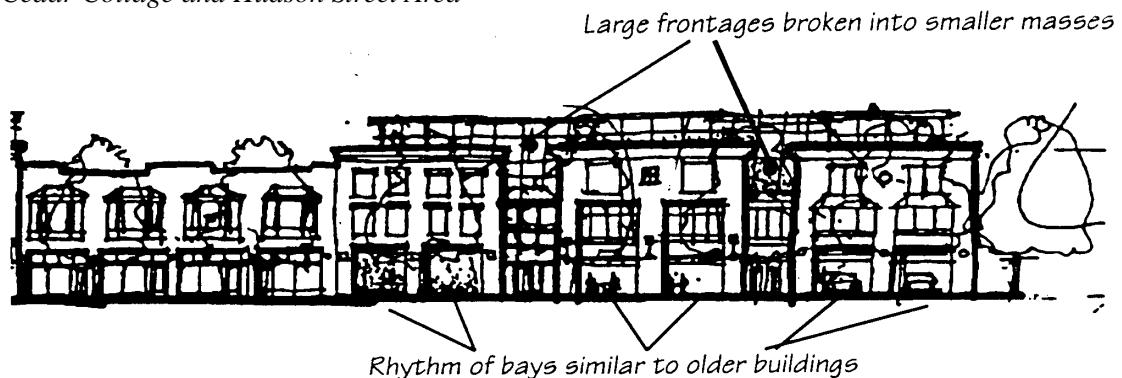 Cedar Cottage and Hudson Street Area
Large frontages broken into smaller masses
Rhythm of bays similar to older buildings